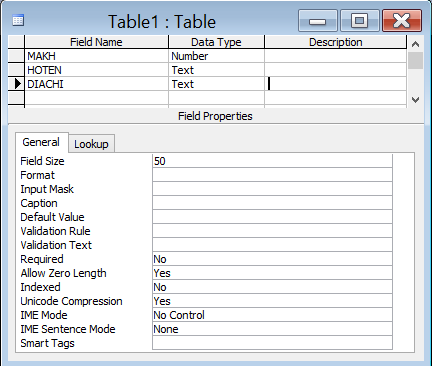 Table1 : Table
Field Name Data Type Description
MAKH Number
HOTEN Text
DIACHI Text
Field Properties
General Lookup
Field Size 50
Format
Input Mask
Caption
Default Value
Validation Rule
Validation Text
Required No
Allow Zero Length Yes
Indexed No
Unicode Compression Yes
IME Mode No Control
IME Sentence Mode None
Smart Tags